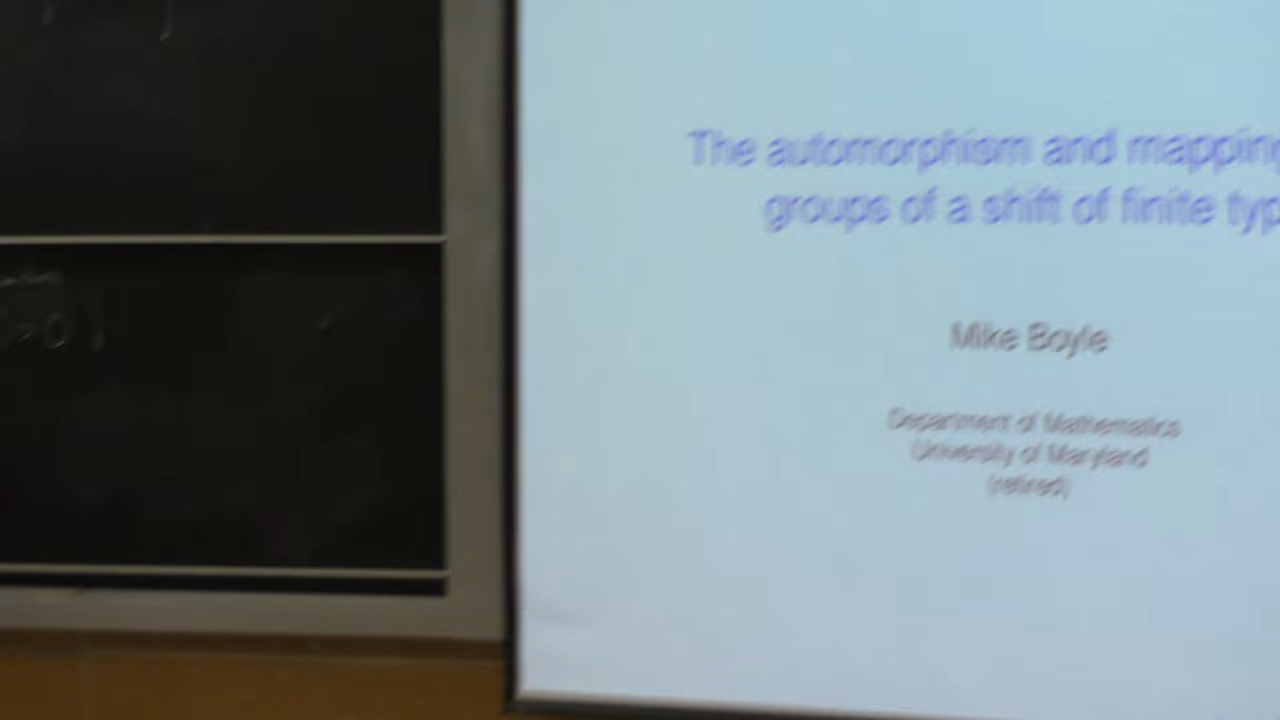 The automorphism and mapping
groups of a shift of finite typ
Mike Boyle
Department of Mathematics
University of Maryland
(retired)